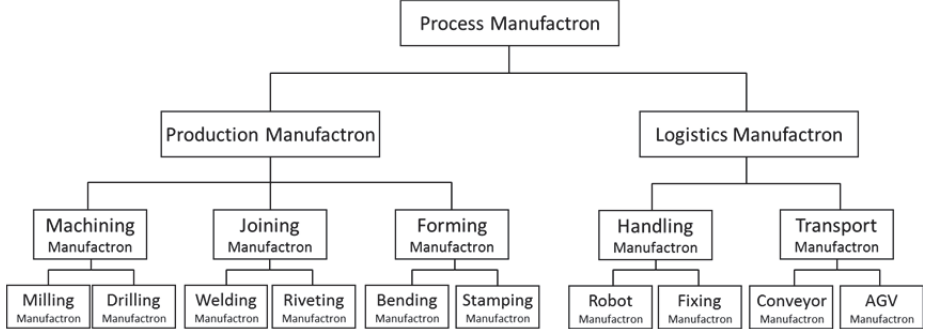 Process Manufactron
Production Manufactron
Logistics Manufactron
Machining
Manufactron
Joining
Manufactron
Forming
Manufactron
Handling
Manufactron
Transport
Manufactron
Milling
Manufactron
Drilling
Manufactron
Welding
Manufactron
Riveting
Manufactron
Bending
Manufactron
Stamping
Manufactron
Robot
Manufactron
Fixing
Manufactron
Conveyor
Manufactron
AGV
Manufactron